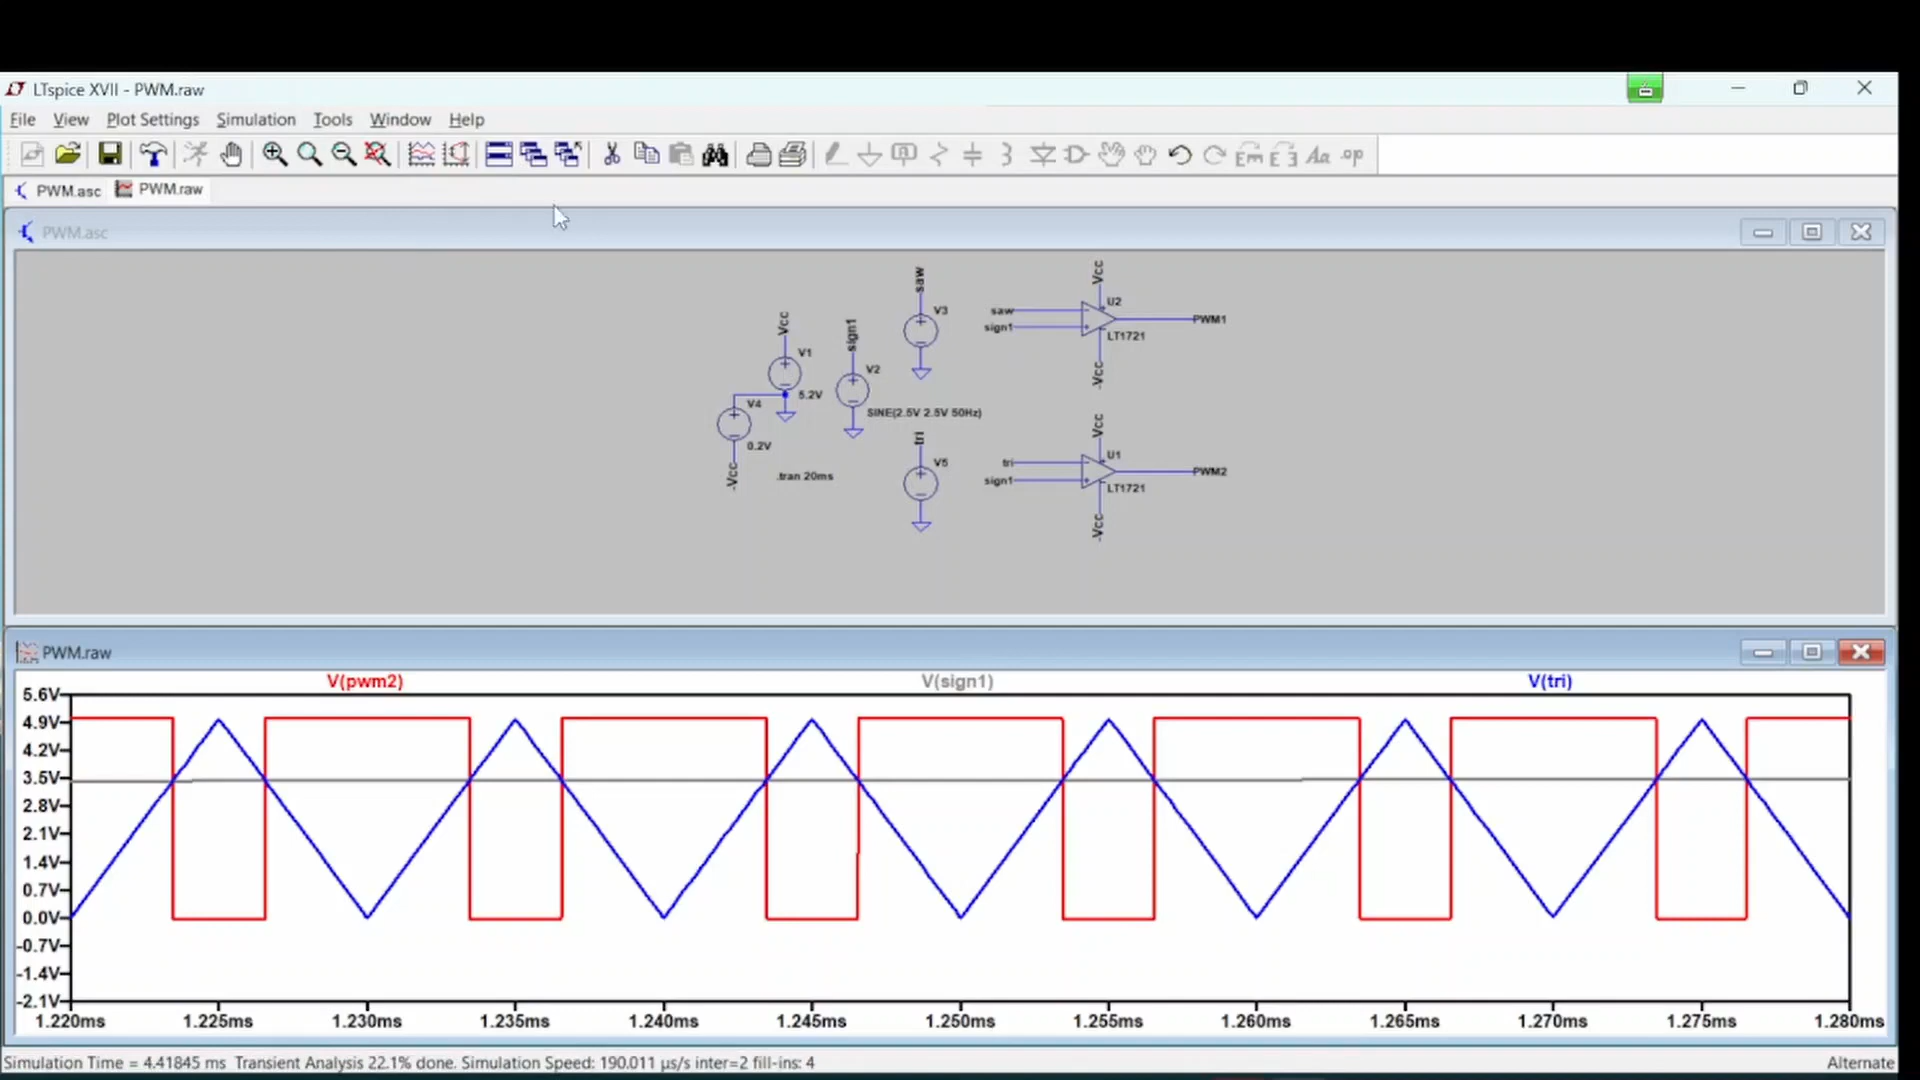 LTspice XVII - PWM.raw
File View Plot Settings Simulation Tools Window Help
PWM.asc PWM.raw
PWM.asc
saw
Vcc
V3
U2
saw
sign1
PWM1
LT1721
-Vcc
Vcc
sign1
V1
5.2V
V2
V4
0.2V
-Vcc
SINE(2.5V 2.5V 50Hz)
.tran 20ms
tri
V5
Vcc
U1
tri
sign1
PWM2
LT1721
-Vcc
PWM.raw
V(pwm2) V(sign1) V(tri)
5.6V
4.9V
4.2V
3.5V
2.8V
2.1V
1.4V
0.7V
0.0V
-0.7V
-1.4V
-2.1V
1.220ms 1.225ms 1.230ms 1.235ms 1.240ms 1.245ms 1.250ms 1.255ms 1.260ms 1.265ms 1.270ms 1.275ms 1.280ms
Simulation Time = 4.41845 ms Transient Analysis 22.1% done. Simulation Speed: 190.011 µs/s inter=2 fill-ins: 4 Alternate